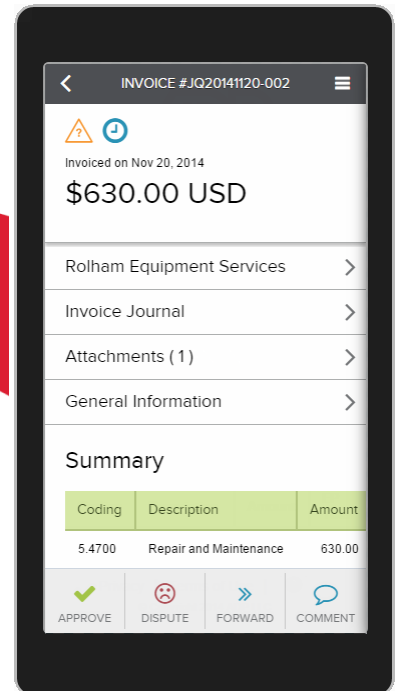 INVOICE #JQ20141120-002
?
Invoiced on Nov 20, 2014
$630.00 USD
Rolham Equipment Services
Invoice Journal
Attachments (1)
General Information
Summary
Coding Description Amount
5.4700 Repair and Maintenance 630.00
APPROVE DISPUTE FORWARD COMMENT